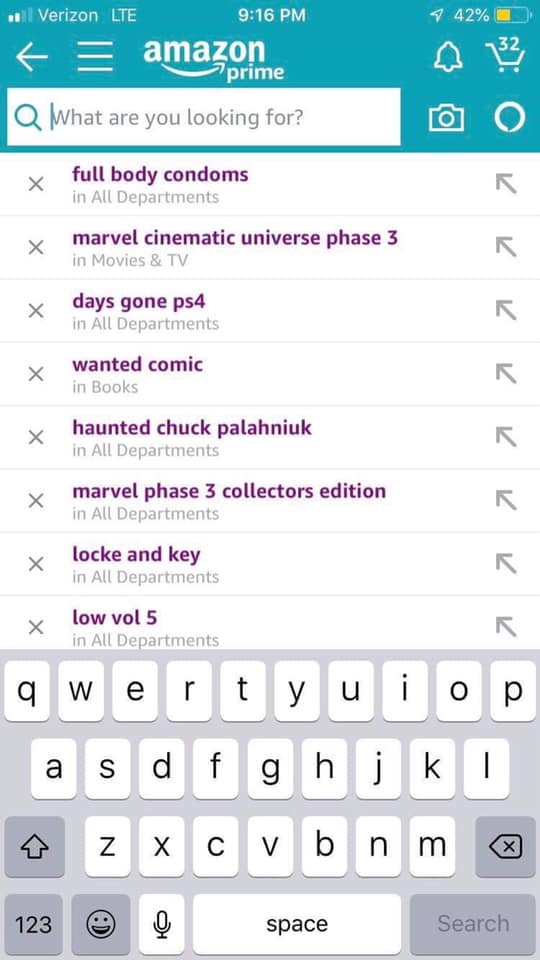 Verizon LTE 9:16 PM 42%
amazon 32
prime
What are you looking for?
full body condoms
in All Departments
marvel cinematic universe phase 3
in Movies & TV
days gone ps4
in All Departments
wanted comic
in Books
haunted chuck palahniuk
in All Departments
marvel phase 3 collectors edition
in All Departments
locke and key
in All Departments
low vol 5
in All Departments
q w e r t y u i o p
a s d f g h j k l
z x c v b n m
123 space Search